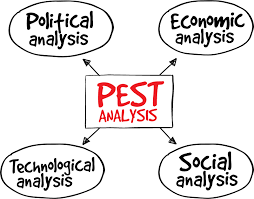 Political
analysis
Economic
analysis
PEST
ANALYSIS
Technological
analysis
Social
analysis